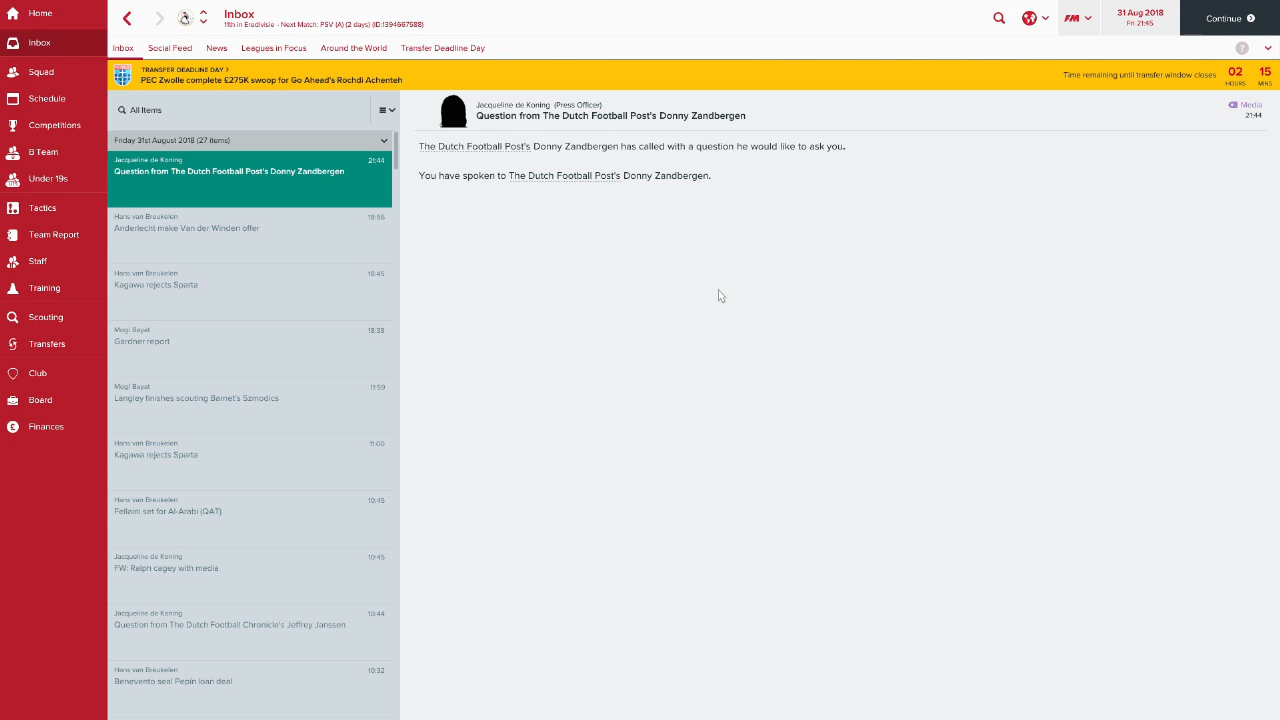 Home
Inbox
Squad
Schedule
Competitions
B Team
Under 19s
Tactics
Team Report
Staff
Training
Scouting
Transfers
Club
Board
Finances
Inbox
11th in Eredivisie - Next Match: PSV (A) (2 days) (ID:1394667588)
FM
31 Aug 2018
Fri 21:45
Continue
Inbox
Social Feed
News
Leagues in Focus
Around the World
Transfer Deadline Day
?
TRANSFER DEADLINE DAY >
PEC Zwolle complete £275K swoop for Go Ahead's Rochdi Achenteh
Time remaining until transfer window closes
02
HOURS
15
MINS
All Items
Friday 31st August 2018 (27 items)
Jacqueline de Koning 21:44
Question from The Dutch Football Post's Donny Zandbergen
Hans van Breukelen 18:56
Anderlecht make Van der Winden offer
Hans van Breukelen 18:45
Kagawa rejects Sparta
Mogi Bayat 18:38
Gardner report
Mogi Bayat 11:59
Langley finishes scouting Barnet's Szmodics
Hans van Breukelen 11:00
Kagawa rejects Sparta
Hans van Breukelen 10:45
Fellaini set for Al-Arabi (QAT)
Jacqueline de Koning 10:45
FW: Ralph cagey with media
Jacqueline de Koning 10:44
Question from The Dutch Football Chronicle's Jeffrey Janssen
Hans van Breukelen 10:32
Benevento seal Pepín loan deal
Jacqueline de Koning (Press Officer)
Question from The Dutch Football Post's Donny Zandbergen
Media
21:44
The Dutch Football Post's Donny Zandbergen has called with a question he would like to ask you.
You have spoken to The Dutch Football Post's Donny Zandbergen.